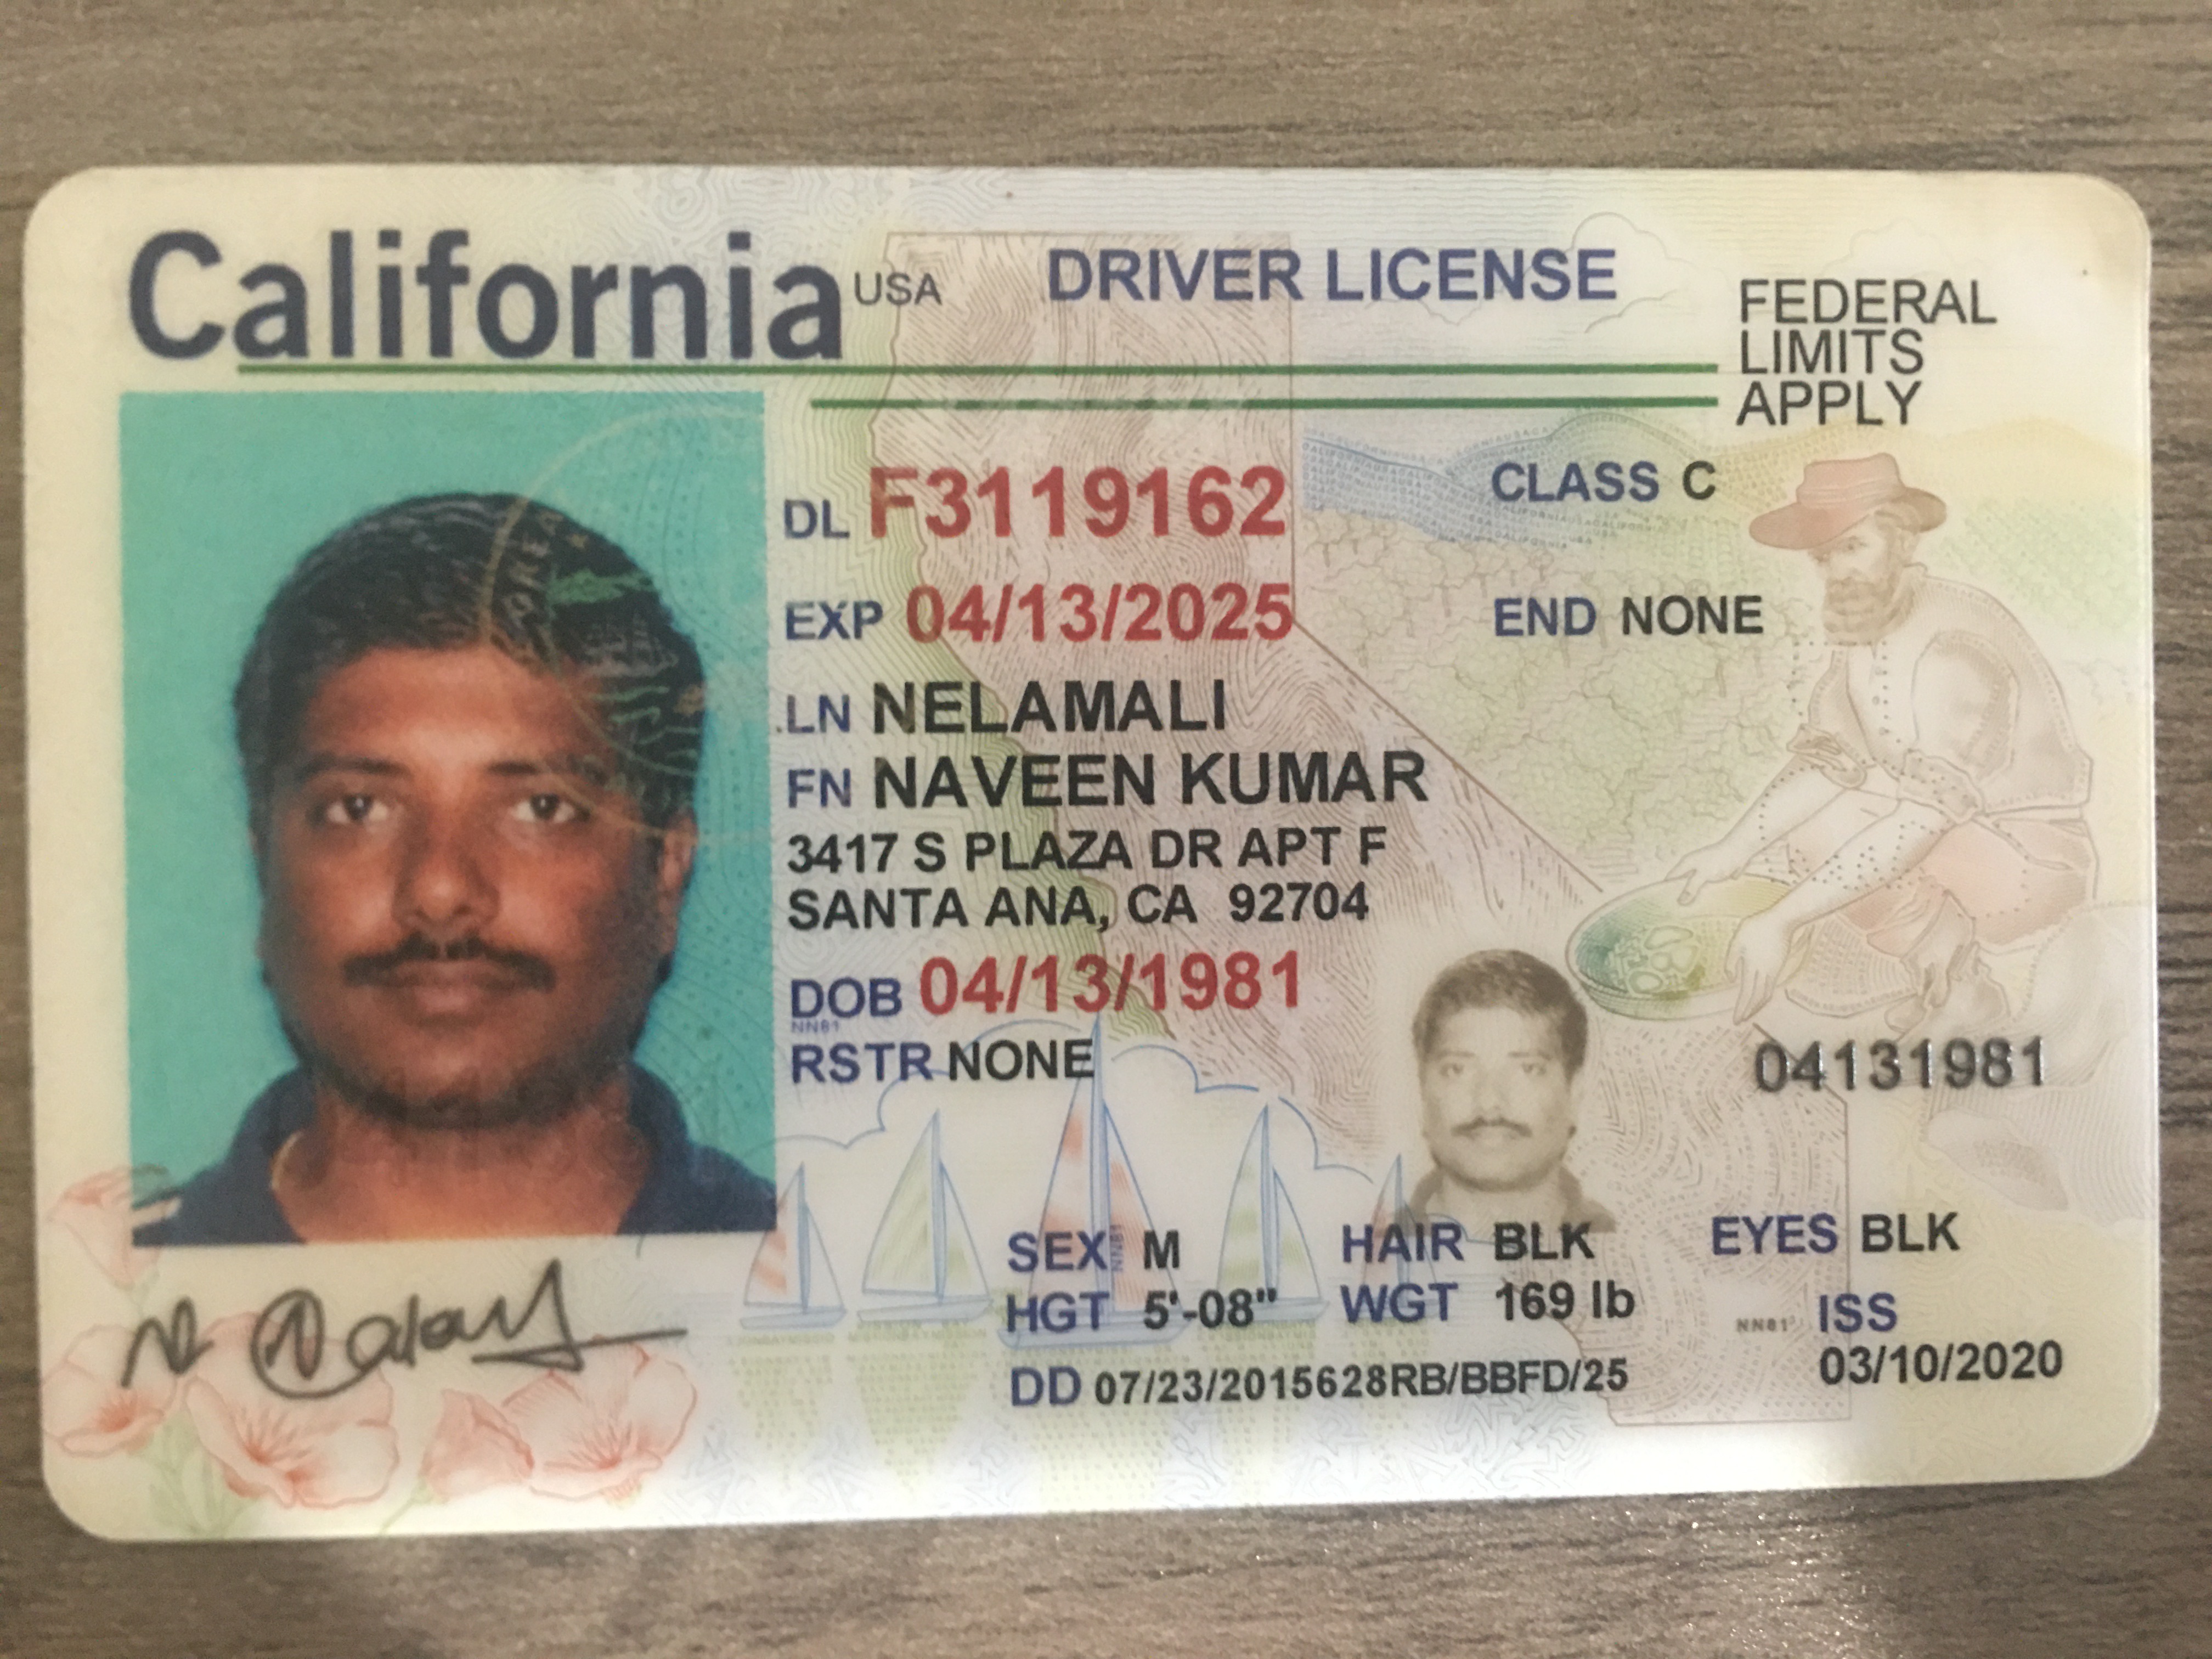 California USA DRIVER LICENSE
FEDERAL
LIMITS
APPLY
DL F3119162 CLASS C
EXP 04/13/2025 END NONE
LN NELAMALI
FN NAVEEN KUMAR
3417 S PLAZA DR APT F
SANTA ANA, CA 92704
DOB 04/13/1981
NN81
RSTR NONE 04131981
SEX M HAIR BLK EYES BLK
NN81
HGT 5'-08" WGT 169 lb ISS
NN81
DD 07/23/2015628RB/BBFD/25 03/10/2020